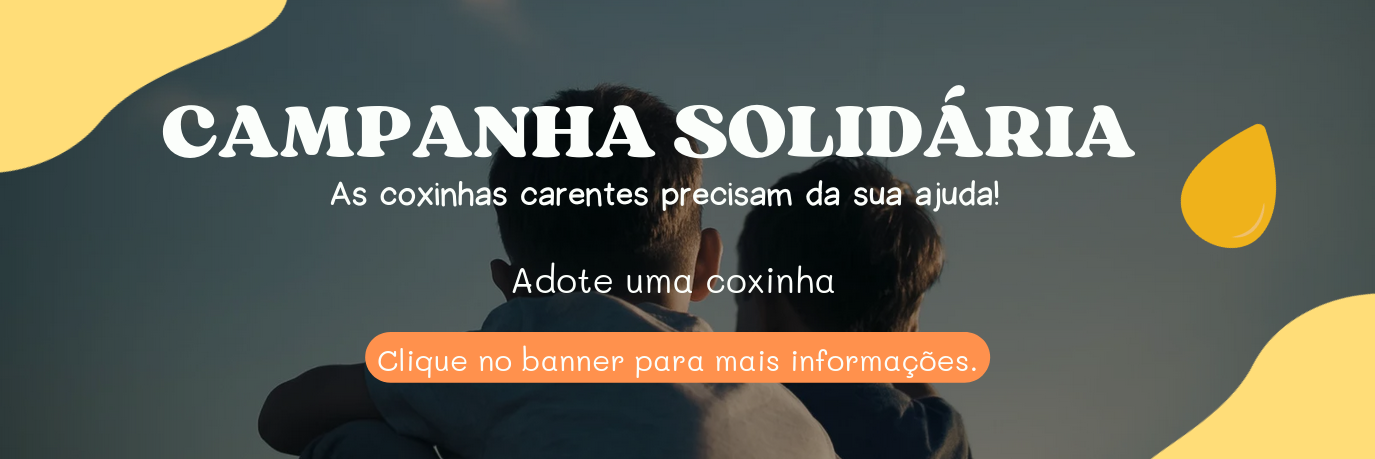 CAMPANHA SOLIDÁRIA
As coxinhas carentes precisam da sua ajuda!
Adote uma coxinha
Clique no banner para mais informações.